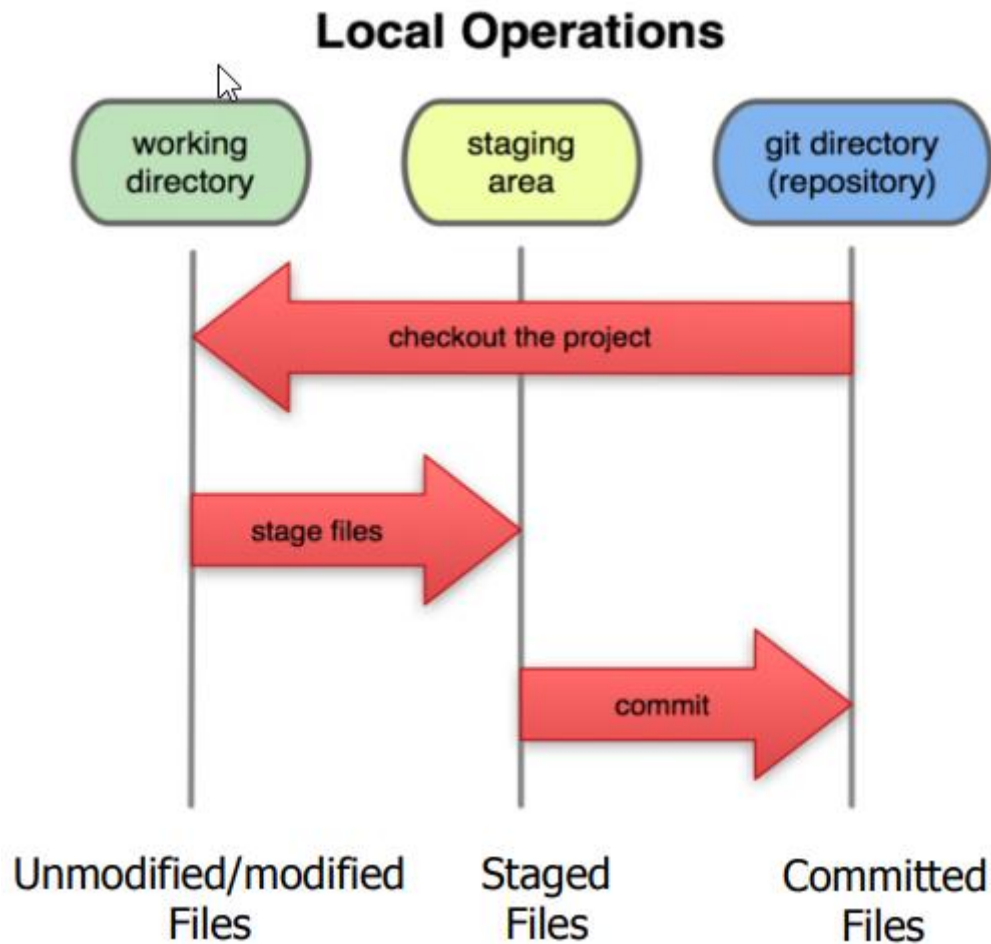 Local Operations
working
directory
staging
area
git directory
(repository)
checkout the project
stage files
commit
Unmodified/modified
Files
Staged
Files
Committed
Files